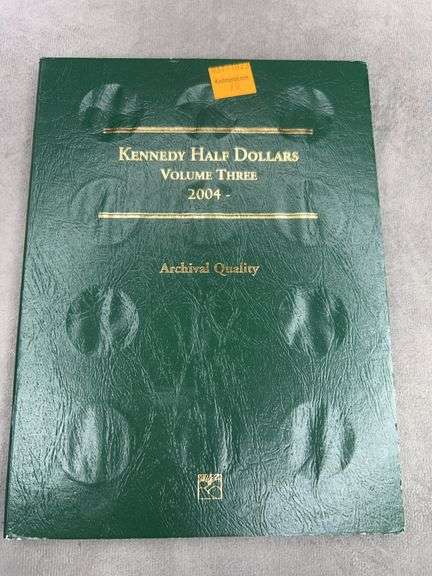 KENNEDY HALF DOLLARS
VOLUME THREE
2004 -
Archival Quality